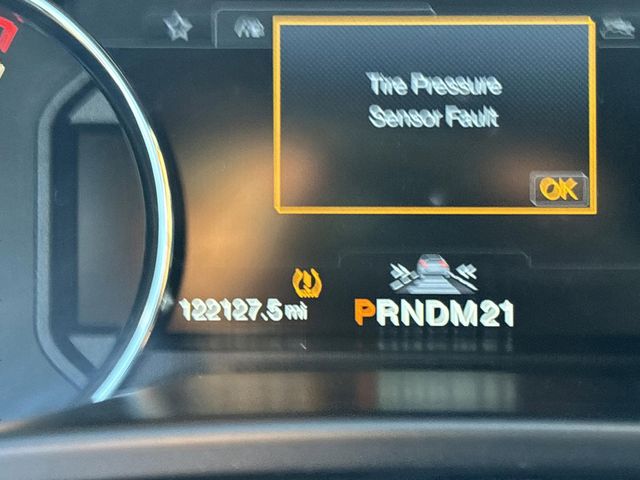 Tire Pressure
Sensor Fault
OK
122127.5 mi
PRNDM21